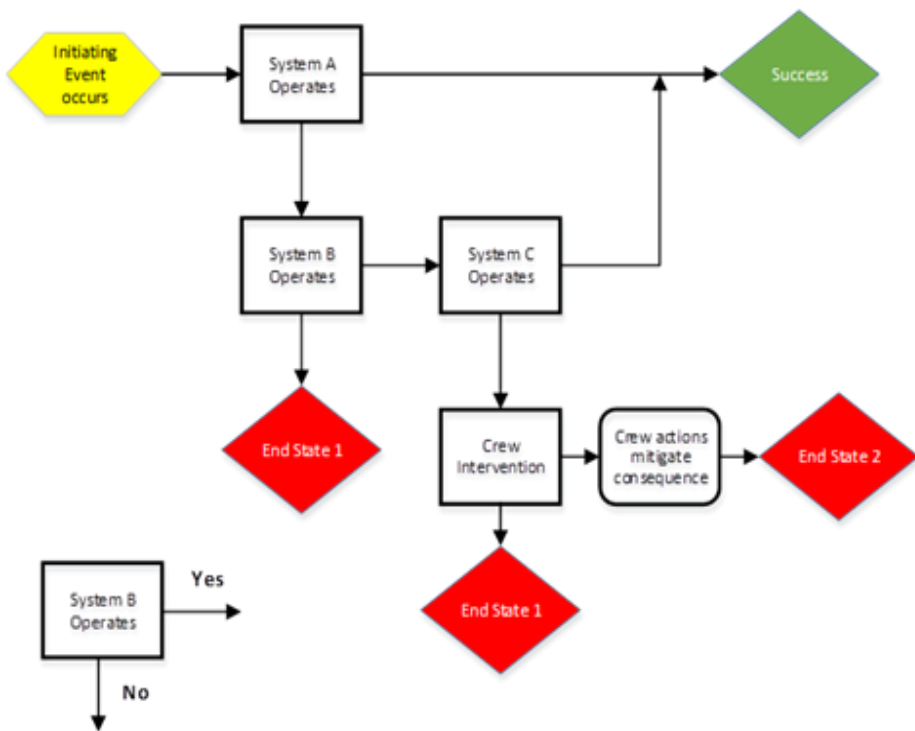 Initiating
Event
occurs
System A
Operates
Success
System B
Operates
System C
Operates
End State 1
Crew
Intervention
Crew actions
mitigate
consequence
End State 2
End State 1
System B
Operates
Yes
No